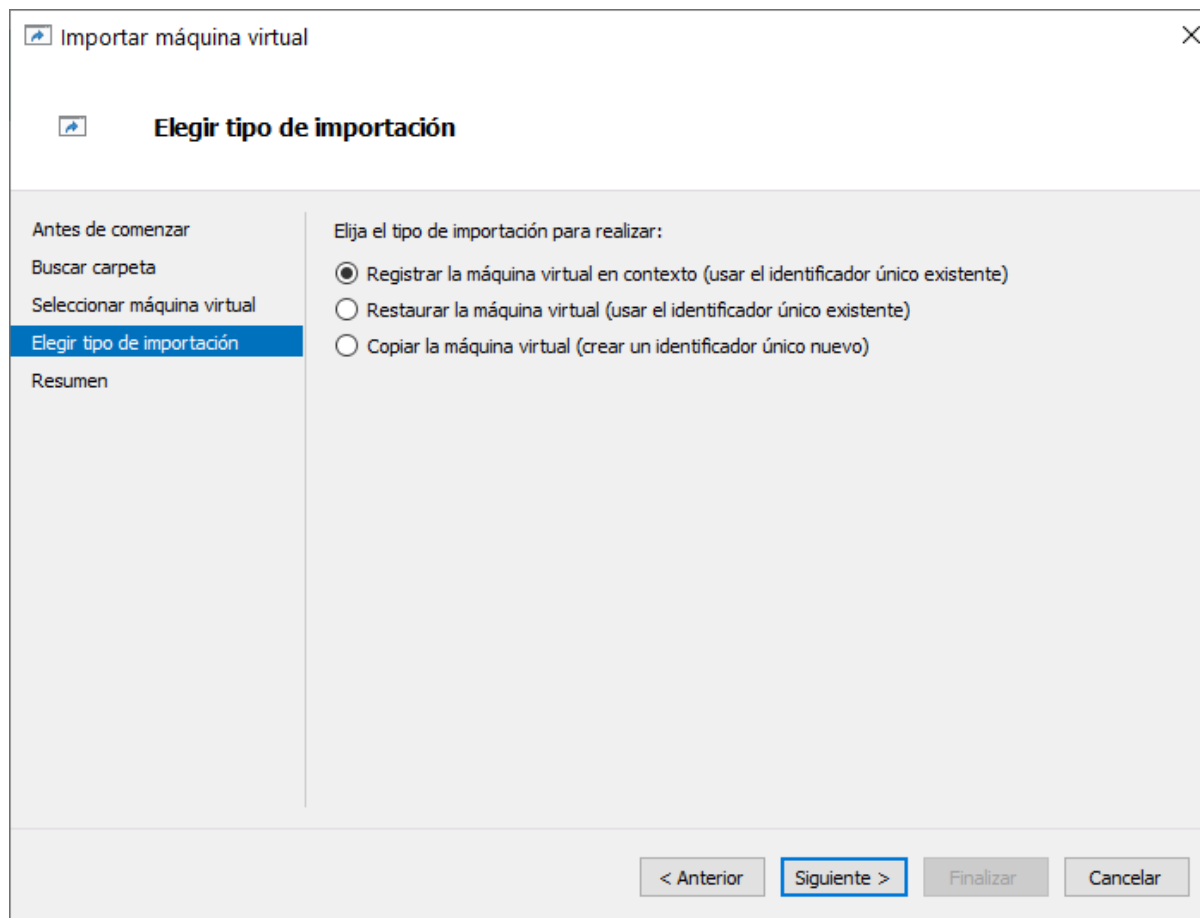 Importar máquina virtual
Elegir tipo de importación
Antes de comenzar
Buscar carpeta
Seleccionar máquina virtual
Elegir tipo de importación
Resumen
Elija el tipo de importación para realizar:
Registrar la máquina virtual en contexto (usar el identificador único existente)
Restaurar la máquina virtual (usar el identificador único existente)
Copiar la máquina virtual (crear un identificador único nuevo)
< Anterior
Siguiente >
Finalizar
Cancelar